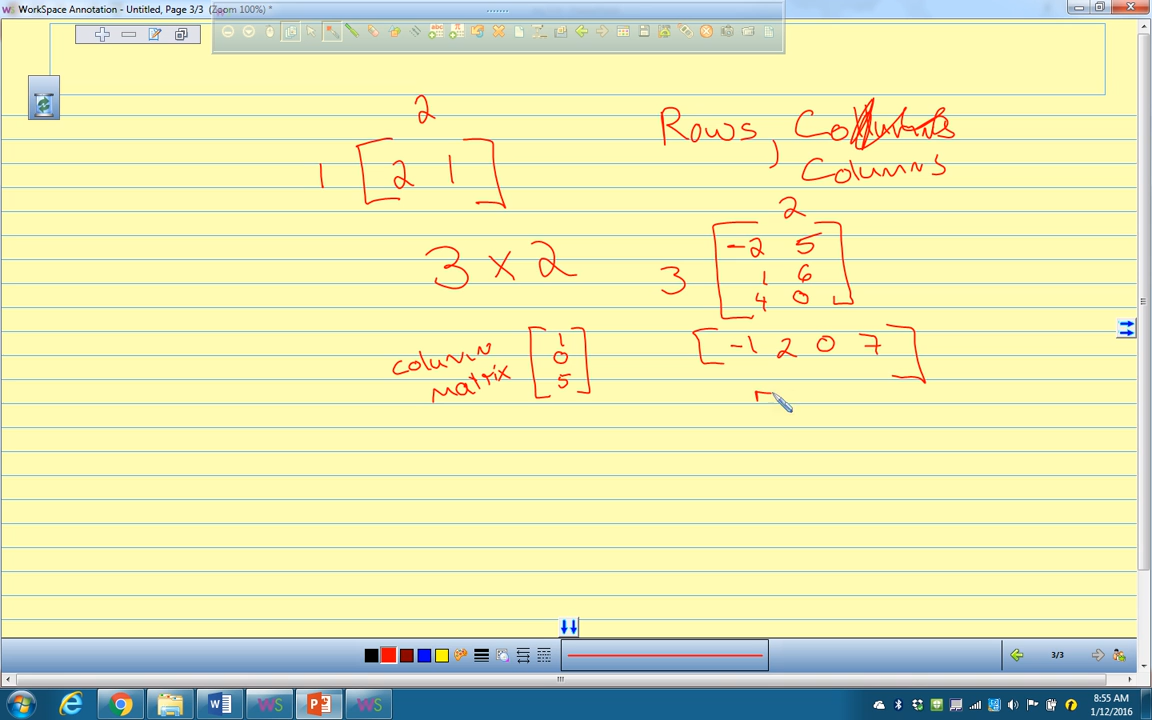 WorkSpace Annotation - Untitled, Page 3/3 (Zoom 100%) *
2
1 [2 1]
Rows,
Columns
3 x 2
2
3
-2 5
1 6
4 0
column
matrix
1
0
5
[-1 2 0 7]
r
3/3
8:55 AM
1/12/2016